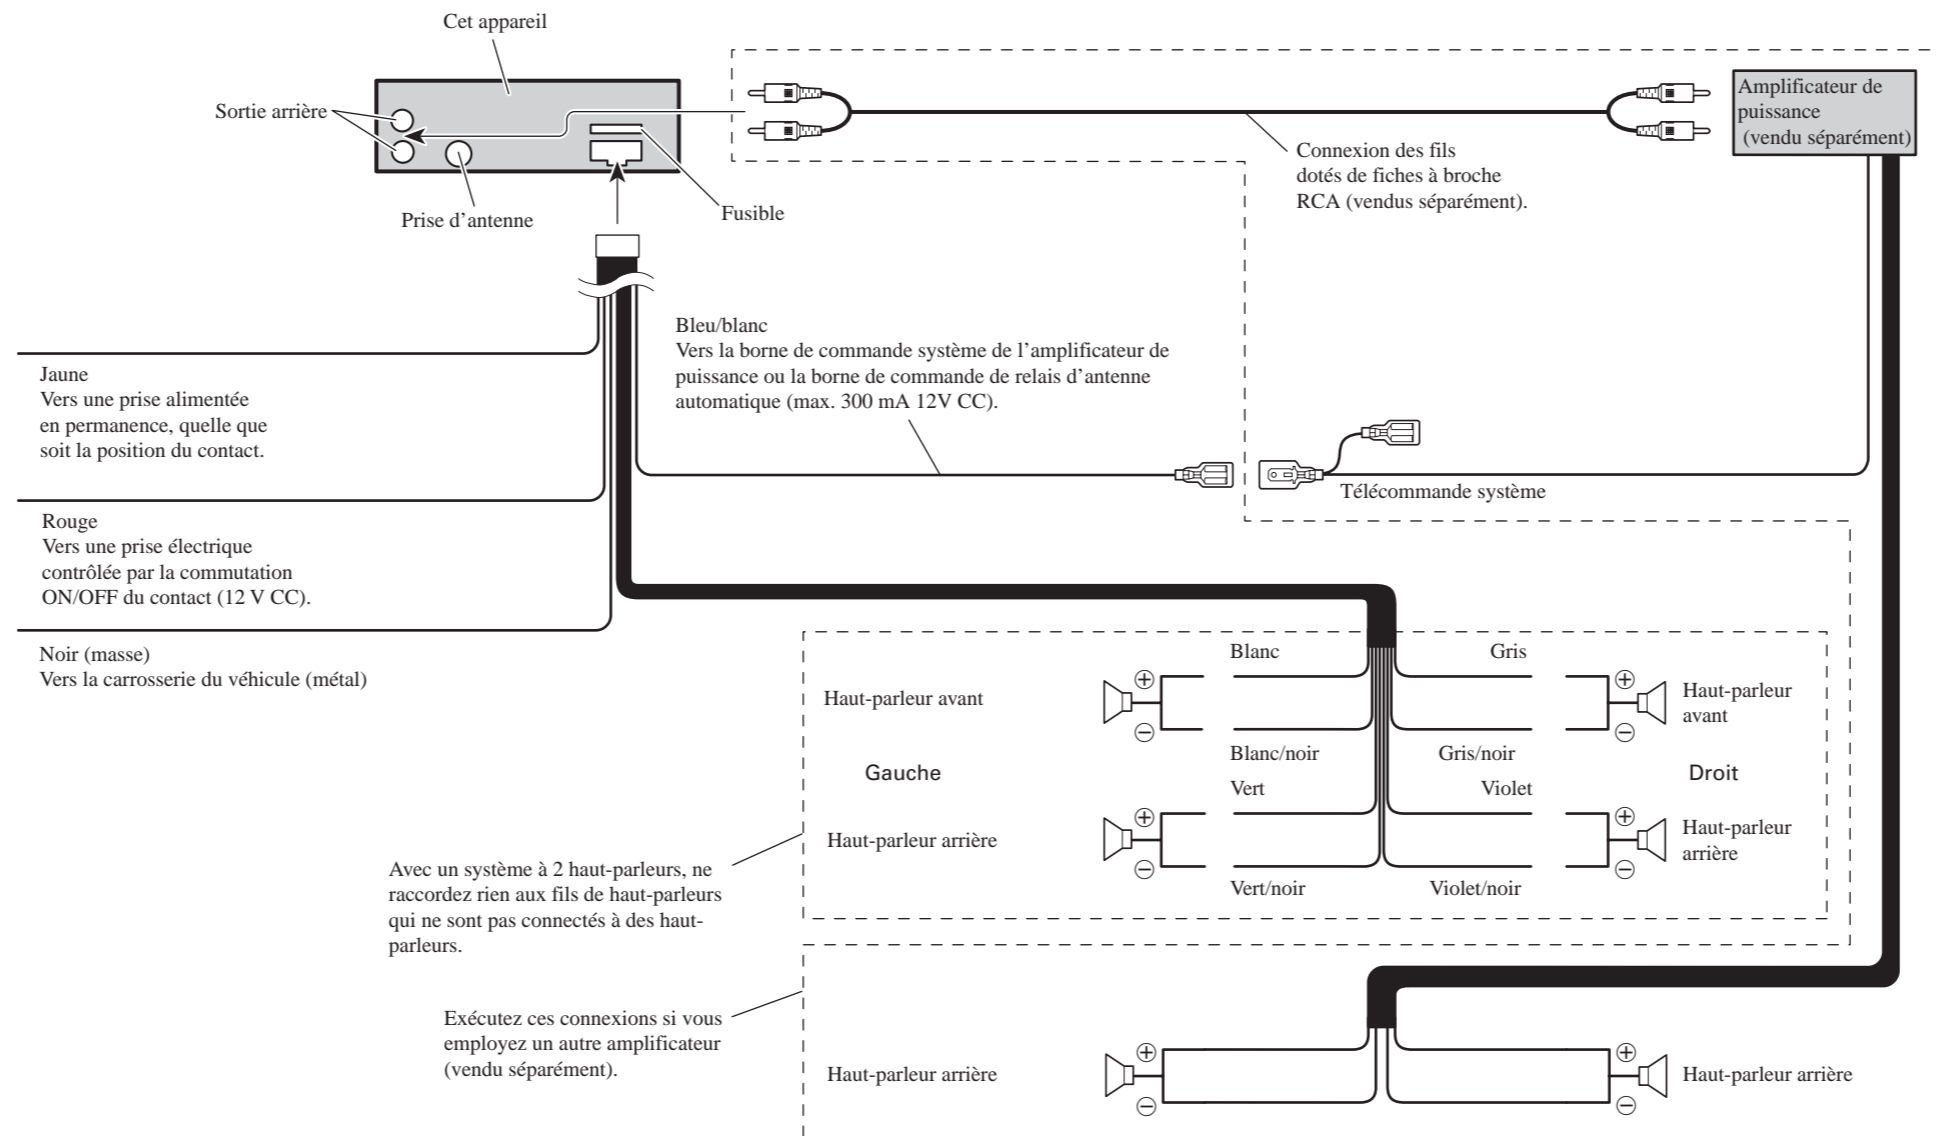 Cet appareil
Sortie arrière
Prise d’antenne
Fusible
Connexion des fils
dotés de fiches à broche
RCA (vendus séparément).
Amplificateur de
puissance
(vendu séparément)
Jaune
Vers une prise alimentée
en permanence, quelle que
soit la position du contact.
Rouge
Vers une prise électrique
contrôlée par la commutation
ON/OFF du contact (12 V CC).
Noir (masse)
Vers la carrosserie du véhicule (métal)
Bleu/blanc
Vers la borne de commande système de l’amplificateur de
puissance ou la borne de commande de relais d’antenne
automatique (max. 300 mA 12V CC).
Télécommande système
Blanc
Gris
Haut-parleur avant
⊕
⊖
⊕
⊖
Haut-parleur
avant
Blanc/noir
Gris/noir
Gauche
Droit
Vert
Violet
Haut-parleur arrière
⊕
⊖
⊕
⊖
Haut-parleur
arrière
Vert/noir
Violet/noir
Avec un système à 2 haut-parleurs, ne
raccordez rien aux fils de haut-parleurs
qui ne sont pas connectés à des haut-
parleurs.
Exécutez ces connexions si vous
employez un autre amplificateur
(vendu séparément).
Haut-parleur arrière
⊕
⊖
⊕
⊖
Haut-parleur arrière